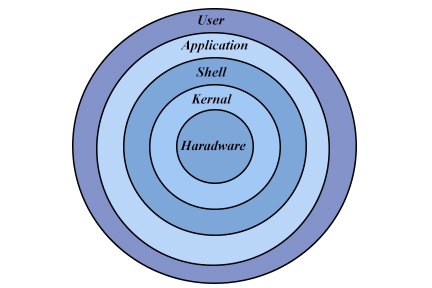 User
Application
Shell
Kernal
Haradware